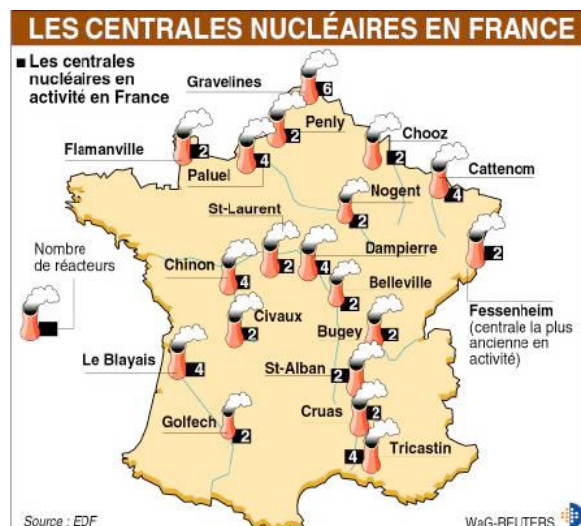 LES CENTRALES NUCLÉAIRES EN FRANCE
■ Les centrales
nucléaires en
activité en France
Gravelines
6
Penly
2
Chooz
2
Flamanville
2
Paluel
4
Cattenom
4
Nogent
2
St-Laurent
2
Dampierre
4
Nombre
de réacteurs
Chinon
4
Belleville
2
2
Fessenheim
(centrale la plus
ancienne en
activité)
Civaux
2
Bugey
2
Le Blayais
4
St-Alban
2
Cruas
2
Golfech
2
4
Tricastin
Source : EDF
WaG-REUTERS